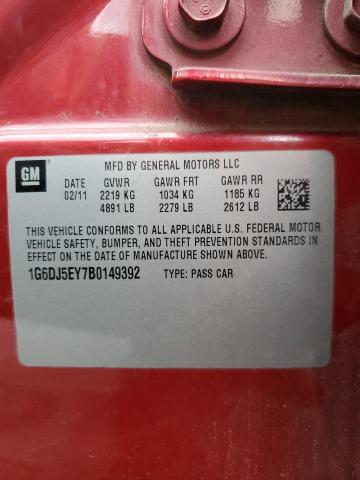 GM
MFD BY GENERAL MOTORS LLC
DATE GVWR GAWR FRT GAWR RR
02/11 2219 KG 1034 KG 1185 KG
4891 LB 2279 LB 2612 LB
THIS VEHICLE CONFORMS TO ALL APPLICABLE U.S. FEDERAL MOTOR
VEHICLE SAFETY, BUMPER, AND THEFT PREVENTION STANDARDS IN
EFFECT ON THE DATE OF MANUFACTURE SHOWN ABOVE.
1G6DJ5EY7B0149392 TYPE: PASS CAR